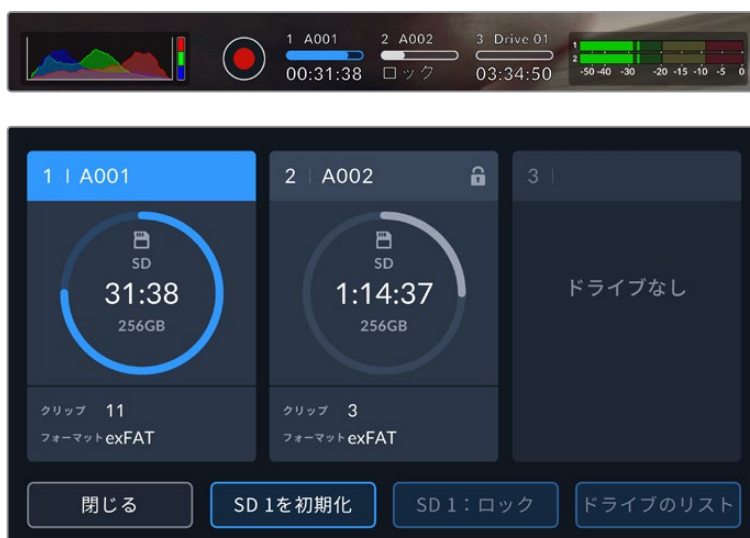 1 A001
2 A002
3 Drive 01
00:31:38
ロック
03:34:50
1
2
-50 -40 -30 -20 -15 -10 -5 0
1 | A001
SD
31:38
256GB
クリップ 11
フォーマット exFAT
2 | A002
SD
1:14:37
256GB
クリップ 3
フォーマット exFAT
3 |
ドライブなし
閉じる
SD 1を初期化
SD 1：ロック
ドライブのリスト